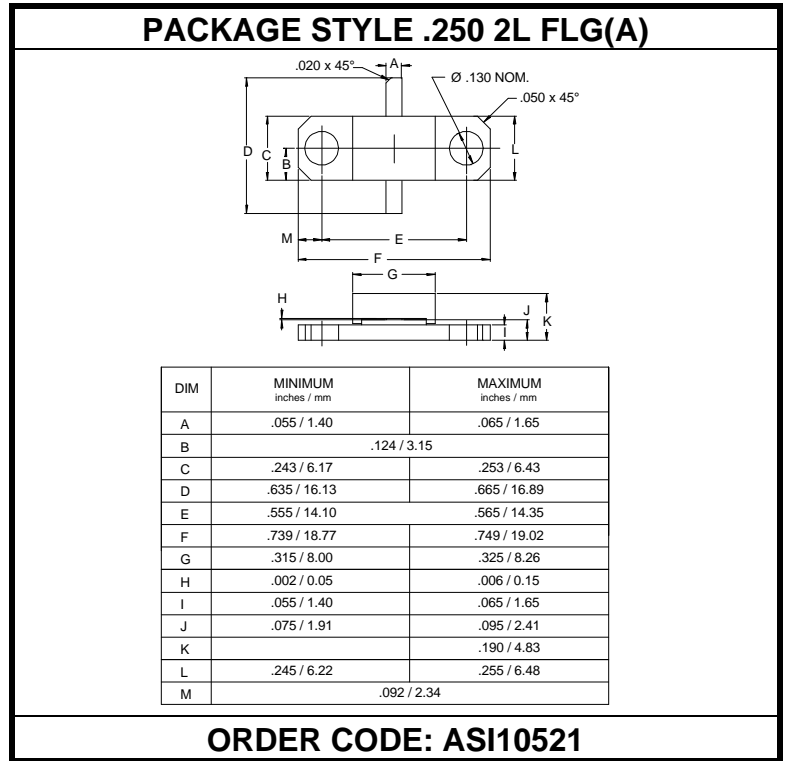 PACKAGE STYLE .250 2L FLG(A)
.020 x 45°
A
Ø .130 NOM.
.050 x 45°
D
C
B
L
M
E
F
G
H
J
K
I
DIM MINIMUM MAXIMUM
inches / mm inches / mm
A .055 / 1.40 .065 / 1.65
B .124 / 3.15
C .243 / 6.17 .253 / 6.43
D .635 / 16.13 .665 / 16.89
E .555 / 14.10 .565 / 14.35
F .739 / 18.77 .749 / 19.02
G .315 / 8.00 .325 / 8.26
H .002 / 0.05 .006 / 0.15
I .055 / 1.40 .065 / 1.65
J .075 / 1.91 .095 / 2.41
K .190 / 4.83
L .245 / 6.22 .255 / 6.48
M .092 / 2.34
ORDER CODE: ASI10521